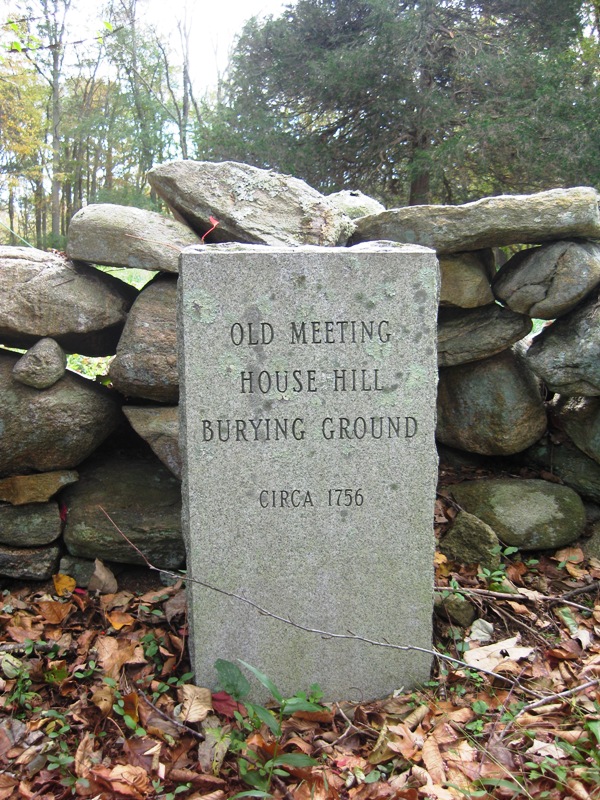 OLD MEETING
HOUSE HILL
BURYING GROUND
CIRCA 1756